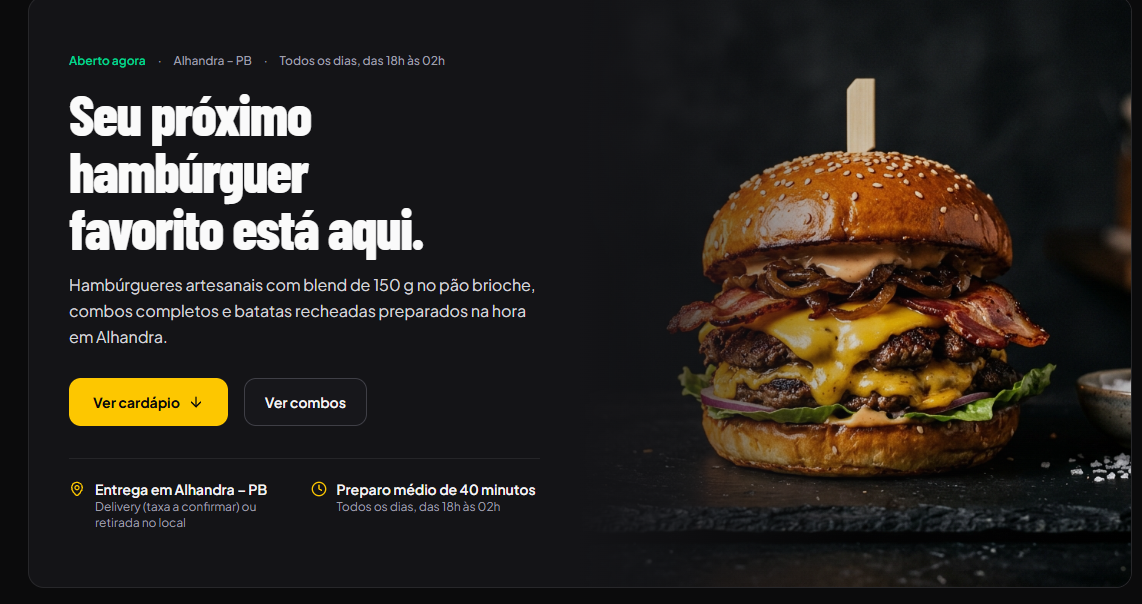 Aberto agora · Alhandra – PB · Todos os dias, das 18h às 02h
Seu próximo
hambúrguer
favorito está aqui.
Hambúrgueres artesanais com blend de 150 g no pão brioche,
combos completos e batatas recheadas preparados na hora
em Alhandra.
Ver cardápio ↓
Ver combos
Entrega em Alhandra – PB
Delivery (taxa a confirmar) ou
retirada no local
Preparo médio de 40 minutos
Todos os dias, das 18h às 02h